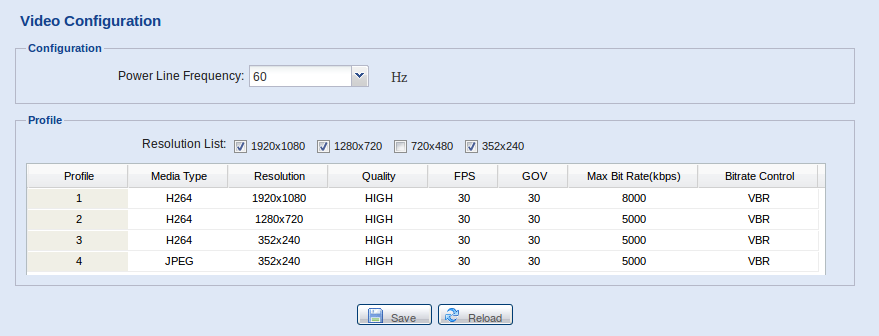 Video Configuration
Configuration
Power Line Frequency: 60 Hz
Profile
Resolution List: 1920x1080 1280x720 720x480 352x240
Profile Media Type Resolution Quality FPS GOV Max Bit Rate(kbps) Bitrate Control
1 H264 1920x1080 HIGH 30 30 8000 VBR
2 H264 1280x720 HIGH 30 30 5000 VBR
3 H264 352x240 HIGH 30 30 5000 VBR
4 JPEG 352x240 HIGH 30 30 5000 VBR
Save Reload